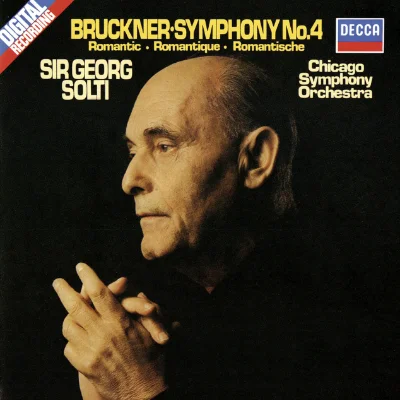 DIGITAL
RECORDING
BRUCKNER·SYMPHONY No.4
Romantic · Romantique · Romantische
SIR GEORG
SOLTI
DECCA
Chicago
Symphony
Orchestra